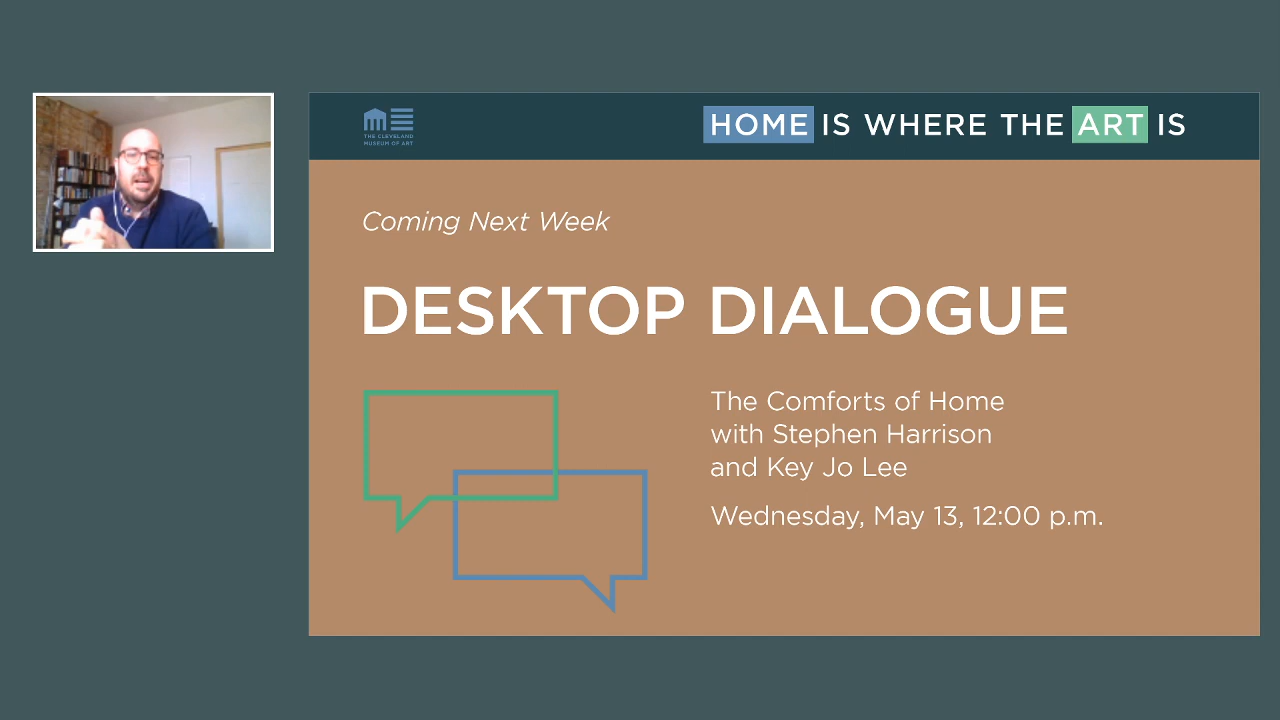 THE CLEVELAND
MUSEUM OF ART
HOME IS WHERE THE ART IS
Coming Next Week
DESKTOP DIALOGUE
The Comforts of Home
with Stephen Harrison
and Key Jo Lee
Wednesday, May 13, 12:00 p.m.